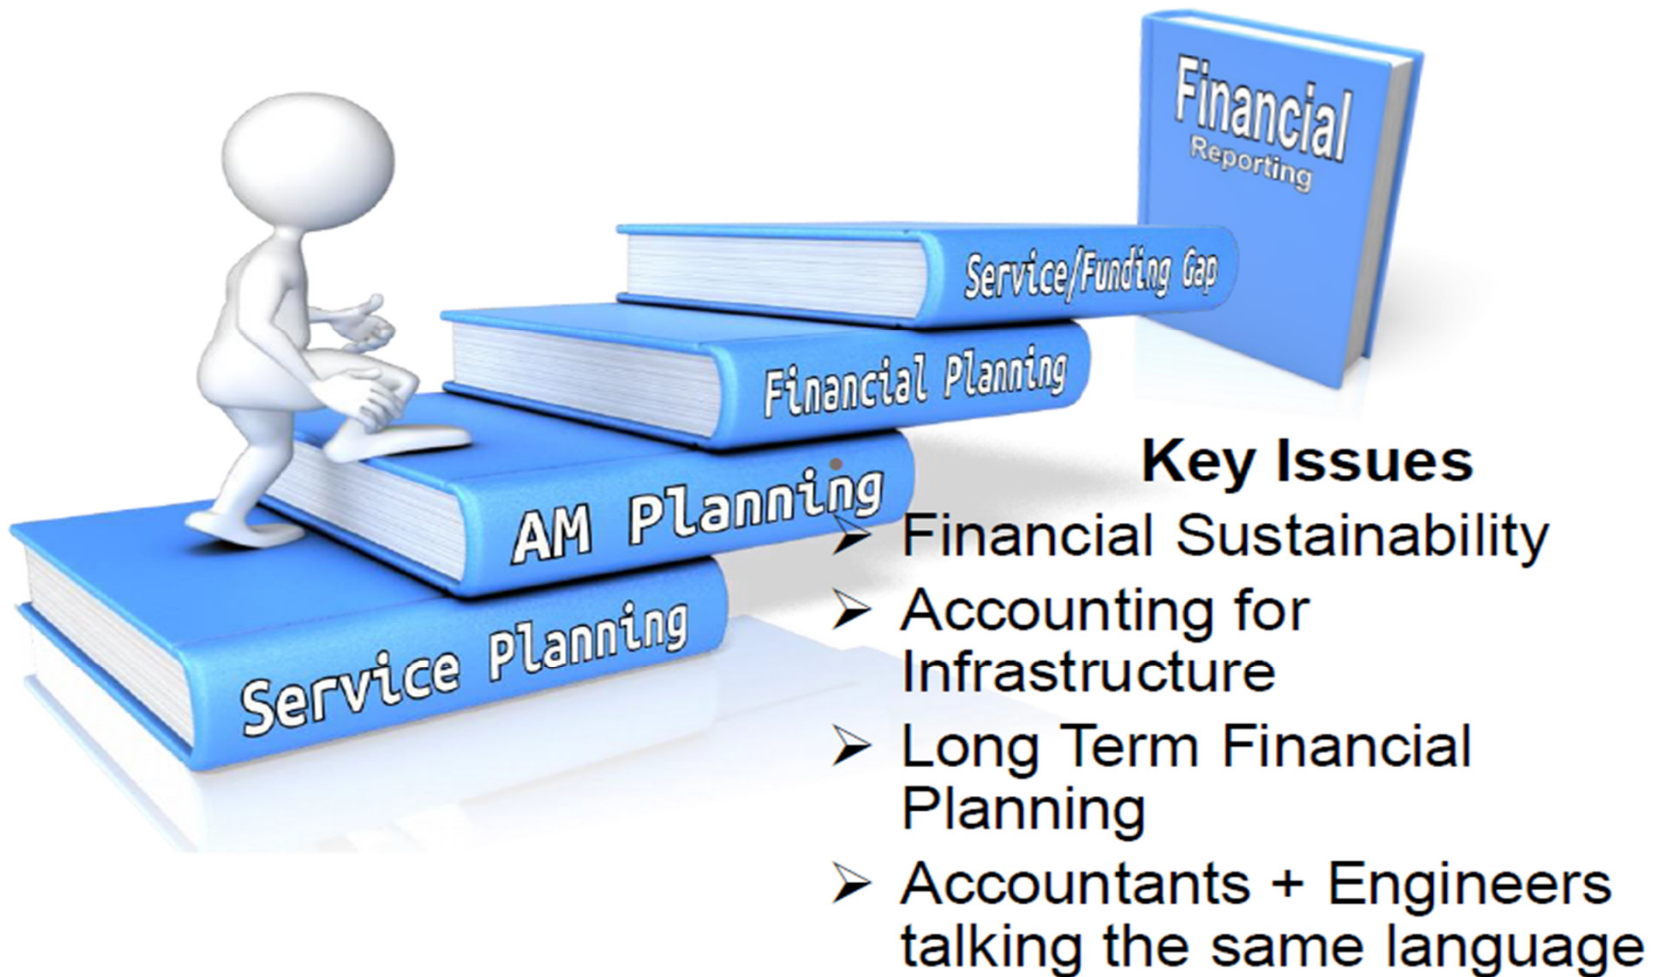 Financial
Reporting
Service/Funding Gap
Financial Planning
AM Planning
Service Planning
Key Issues
➢ Financial Sustainability
➢ Accounting for
Infrastructure
➢ Long Term Financial
Planning
➢ Accountants + Engineers
talking the same language